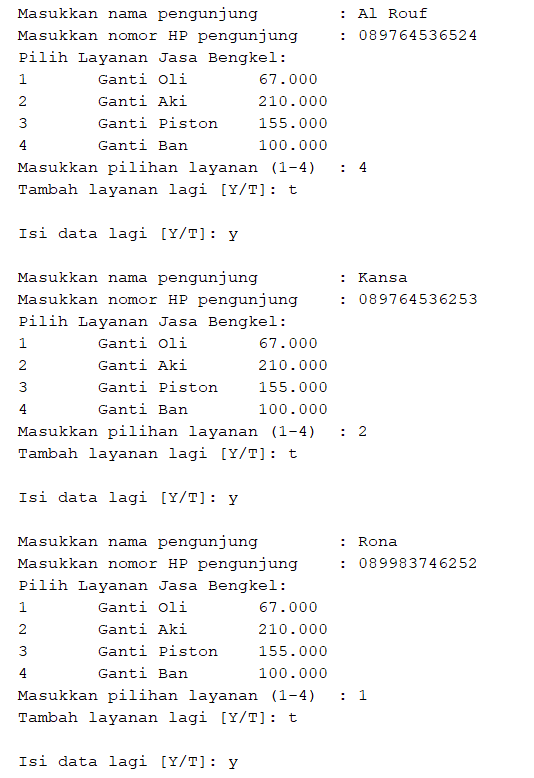 Masukkan nama pengunjung : Al Rouf
Masukkan nomor HP pengunjung : 089764536524
Pilih Layanan Jasa Bengkel:
1 Ganti Oli 67.000
2 Ganti Aki 210.000
3 Ganti Piston 155.000
4 Ganti Ban 100.000
Masukkan pilihan layanan (1-4) : 4
Tambah layanan lagi [Y/T]: t
Isi data lagi [Y/T]: y
Masukkan nama pengunjung : Kansa
Masukkan nomor HP pengunjung : 089764536253
Pilih Layanan Jasa Bengkel:
1 Ganti Oli 67.000
2 Ganti Aki 210.000
3 Ganti Piston 155.000
4 Ganti Ban 100.000
Masukkan pilihan layanan (1-4) : 2
Tambah layanan lagi [Y/T]: t
Isi data lagi [Y/T]: y
Masukkan nama pengunjung : Rona
Masukkan nomor HP pengunjung : 089983746252
Pilih Layanan Jasa Bengkel:
1 Ganti Oli 67.000
2 Ganti Aki 210.000
3 Ganti Piston 155.000
4 Ganti Ban 100.000
Masukkan pilihan layanan (1-4) : 1
Tambah layanan lagi [Y/T]: t
Isi data lagi [Y/T]: y